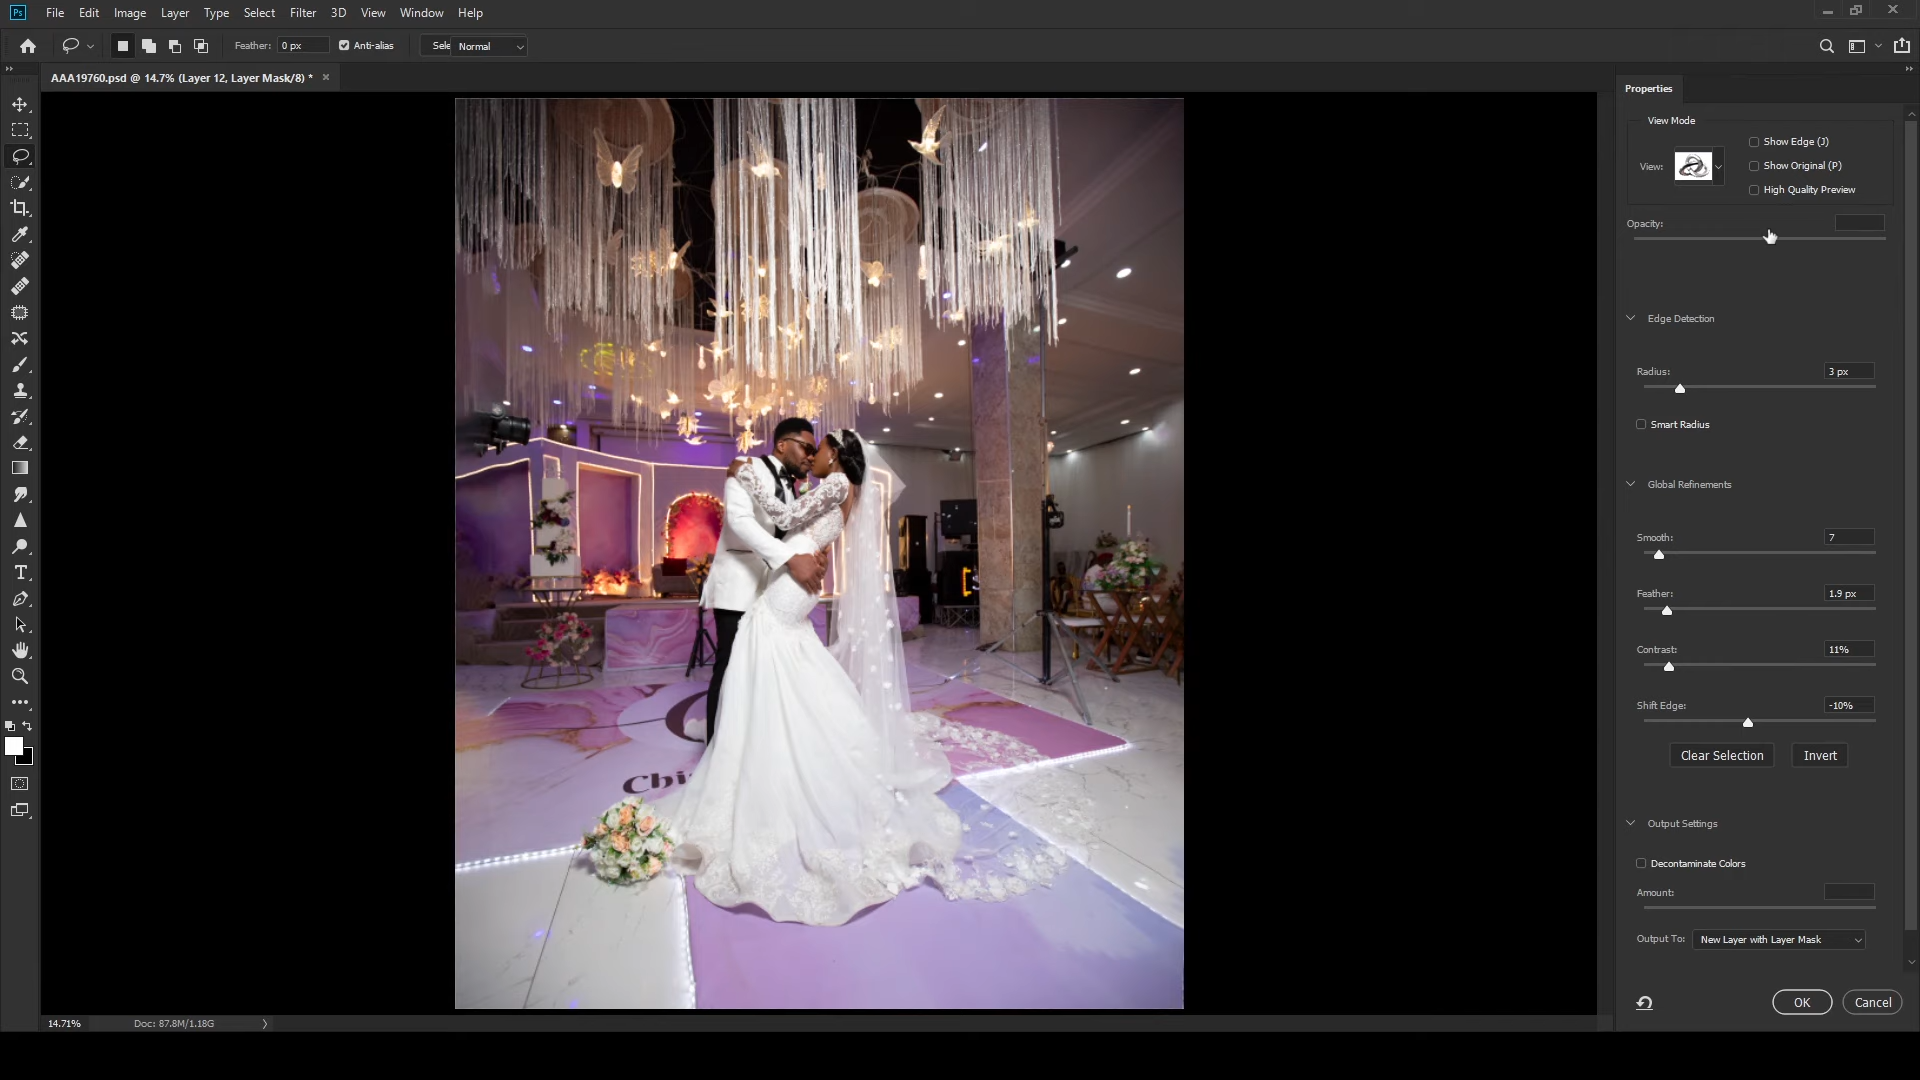 Ps File Edit Image Layer Type Select Filter 3D View Window Help
Feather: 0 px Anti-alias Sele Normal
AAA19760.psd @ 14.7% (Layer 12, Layer Mask/8) *
Properties
View Mode
View:
Show Edge (J)
Show Original (P)
High Quality Preview
Opacity:
Edge Detection
Radius: 3 px
Smart Radius
Global Refinements
Smooth: 7
Feather: 1.9 px
Contrast: 11%
Shift Edge: -10%
Clear Selection Invert
Output Settings
Decontaminate Colors
Amount:
Output To: New Layer with Layer Mask
OK Cancel
Chi
14.71% Doc: 87.8M/1.18G